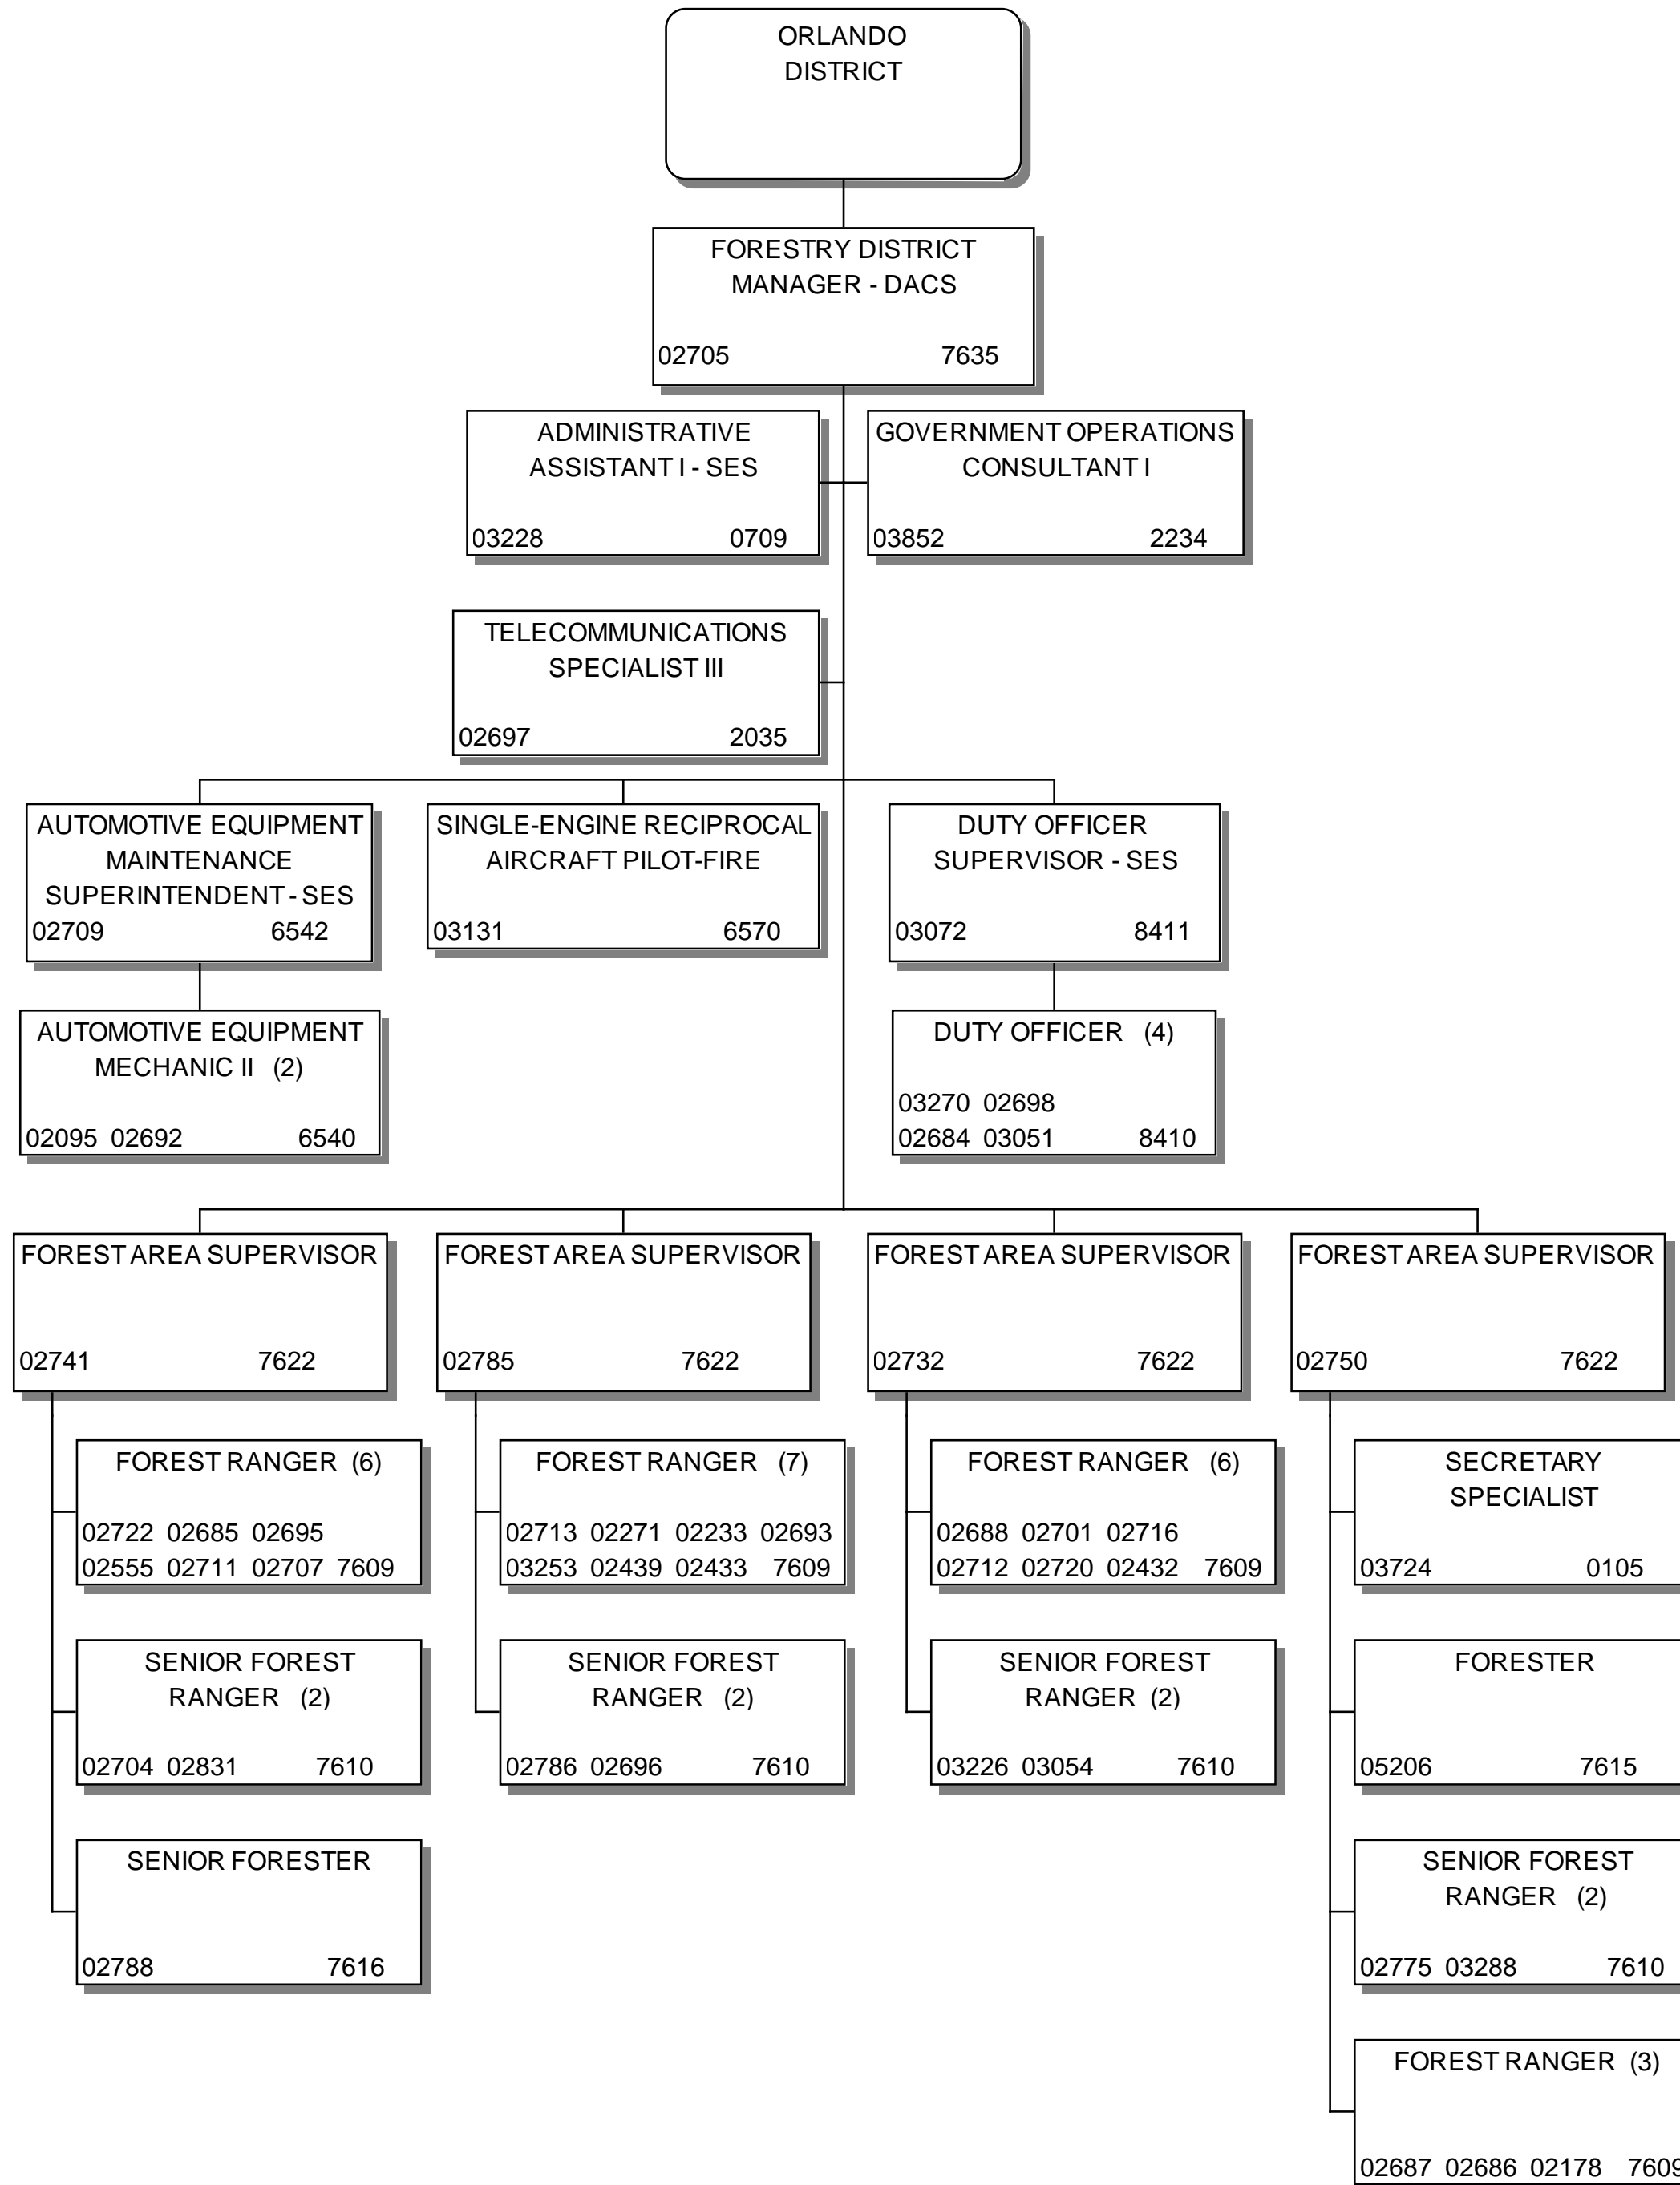 ORLANDO
DISTRICT
FORESTRY DISTRICT
MANAGER - DACS
02705 7635
ADMINISTRATIVE
ASSISTANT I - SES
03228 0709
GOVERNMENT OPERATIONS
CONSULTANT I
03852 2234
TELECOMMUNICATIONS
SPECIALIST III
02697 2035
AUTOMOTIVE EQUIPMENT
MAINTENANCE
SUPERINTENDENT - SES
02709 6542
SINGLE-ENGINE RECIPROCAL
AIRCRAFT PILOT-FIRE
03131 6570
DUTY OFFICER
SUPERVISOR - SES
03072 8411
AUTOMOTIVE EQUIPMENT
MECHANIC II (2)
02095 02692 6540
DUTY OFFICER (4)
03270 02698
02684 03051 8410
FOREST AREA SUPERVISOR
02741 7622
FOREST AREA SUPERVISOR
02785 7622
FOREST AREA SUPERVISOR
02732 7622
FOREST AREA SUPERVISOR
02750 7622
FOREST RANGER (6)
02722 02685 02695
02555 02711 02707 7609
FOREST RANGER (7)
02713 02271 02233 02693
03253 02439 02433 7609
FOREST RANGER (6)
02688 02701 02716
02712 02720 02432 7609
SECRETARY
SPECIALIST
03724 0105
SENIOR FOREST
RANGER (2)
02704 02831 7610
SENIOR FOREST
RANGER (2)
02786 02696 7610
SENIOR FOREST
RANGER (2)
03226 03054 7610
FORESTER
05206 7615
SENIOR FORESTER
02788 7616
SENIOR FOREST
RANGER (2)
02775 03288 7610
FOREST RANGER (3)
02687 02686 02178 7609